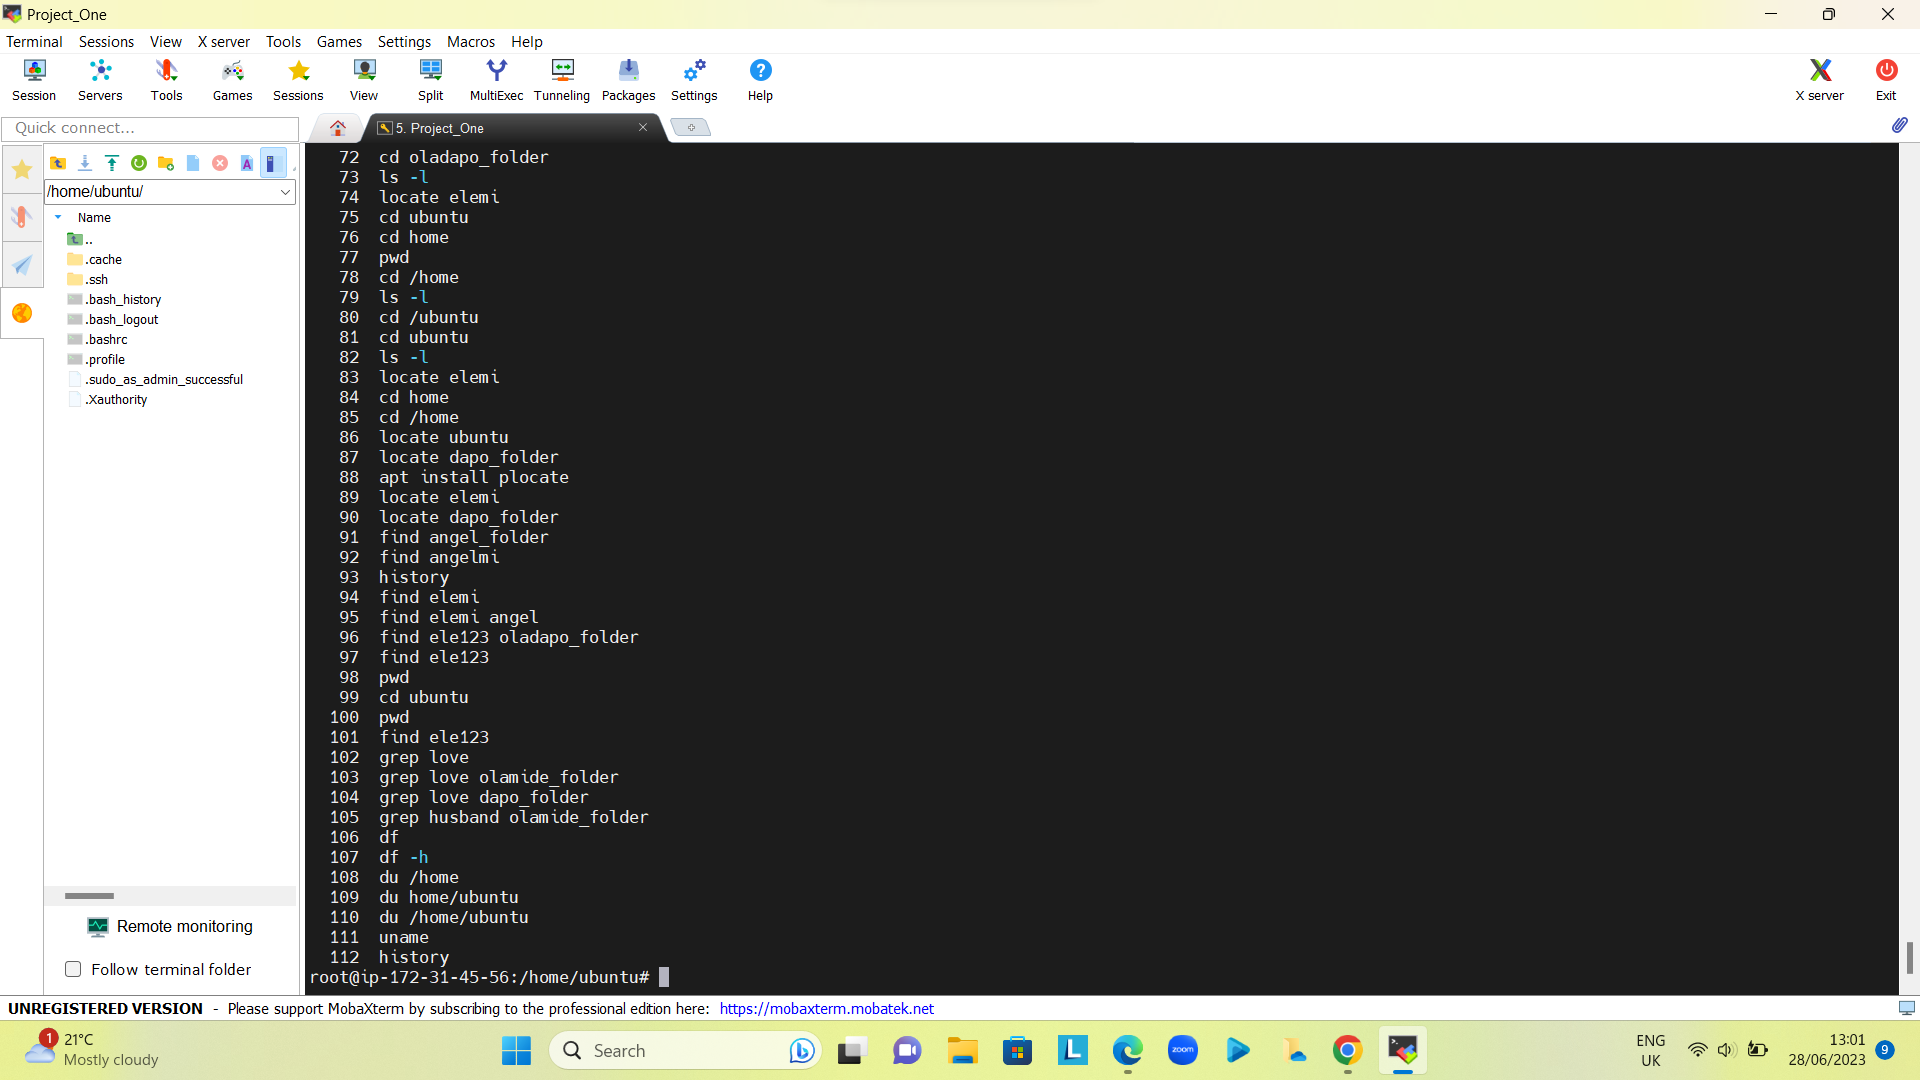 Project_One
Terminal Sessions View X server Tools Games Settings Macros Help
Session Servers Tools Games Sessions View Split MultiExec Tunneling Packages Settings Help X server Exit
Quick connect...
5. Project_One
/home/ubuntu/
Name
..
.cache
.ssh
.bash_history
.bash_logout
.bashrc
.profile
.sudo_as_admin_successful
.Xauthority
Remote monitoring
Follow terminal folder
72 cd oladapo_folder
73 ls -l
74 locate elemi
75 cd ubuntu
76 cd home
77 pwd
78 cd /home
79 ls -l
80 cd /ubuntu
81 cd ubuntu
82 ls -l
83 locate elemi
84 cd home
85 cd /home
86 locate ubuntu
87 locate dapo_folder
88 apt install plocate
89 locate elemi
90 locate dapo_folder
91 find angel_folder
92 find angelmi
93 history
94 find elemi
95 find elemi angel
96 find ele123 oladapo_folder
97 find ele123
98 pwd
99 cd ubuntu
100 pwd
101 find ele123
102 grep love
103 grep love olamide_folder
104 grep love dapo_folder
105 grep husband olamide_folder
106 df
107 df -h
108 du /home
109 du home/ubuntu
110 du /home/ubuntu
111 uname
112 history
root@ip-172-31-45-56:/home/ubuntu#
UNREGISTERED VERSION - Please support MobaXterm by subscribing to the professional edition here: https://mobaxterm.mobatek.net
1
21°C
Mostly cloudy
Search
zoom
ENG
UK
13:01
28/06/2023
9